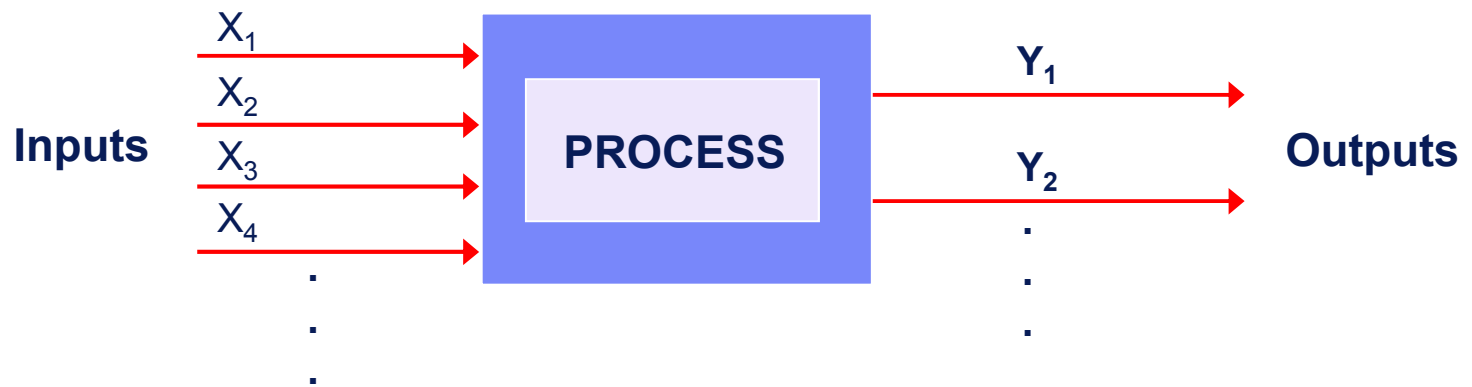 Inputs
X₁
X₂
X₃
X₄
.
.
.
PROCESS
Y₁
Y₂
.
.
.
Outputs